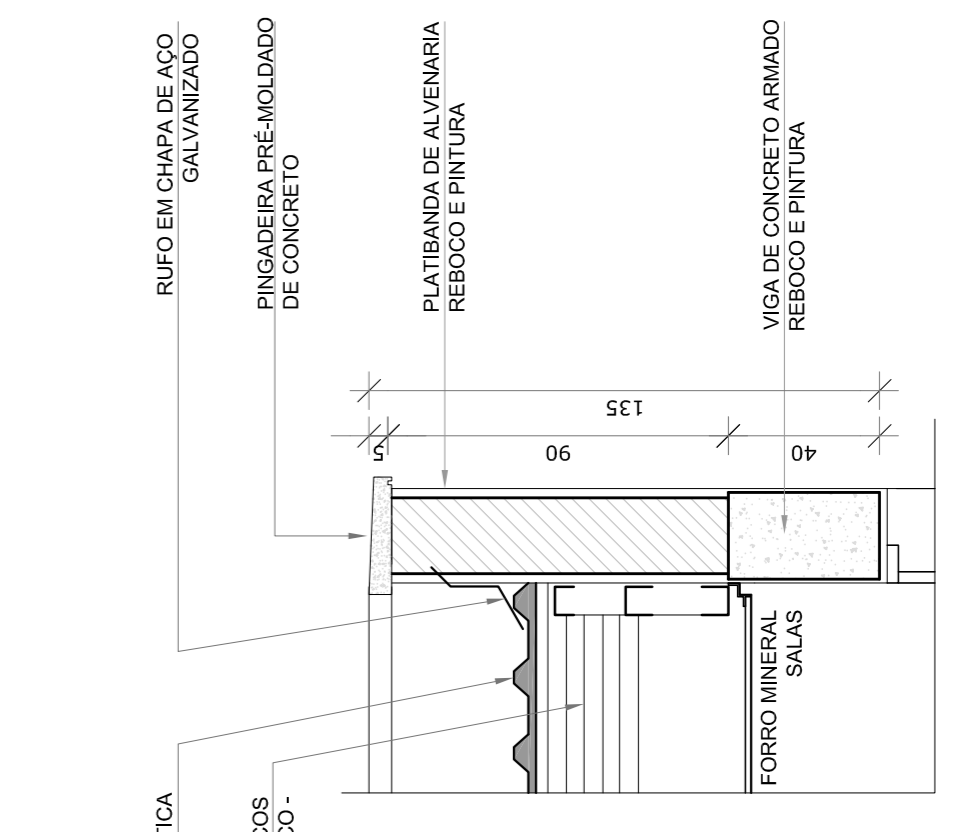 RUFO EM CHAPA DE AÇO
GALVANIZADO
PINGADEIRA PRÉ-MOLDADO
DE CONCRETO
PLATIBANDA DE ALVENARIA
REBOCO E PINTURA
VIGA DE CONCRETO ARMADO
REBOCO E PINTURA
135
5
90
40
FORRO MINERAL
SALAS